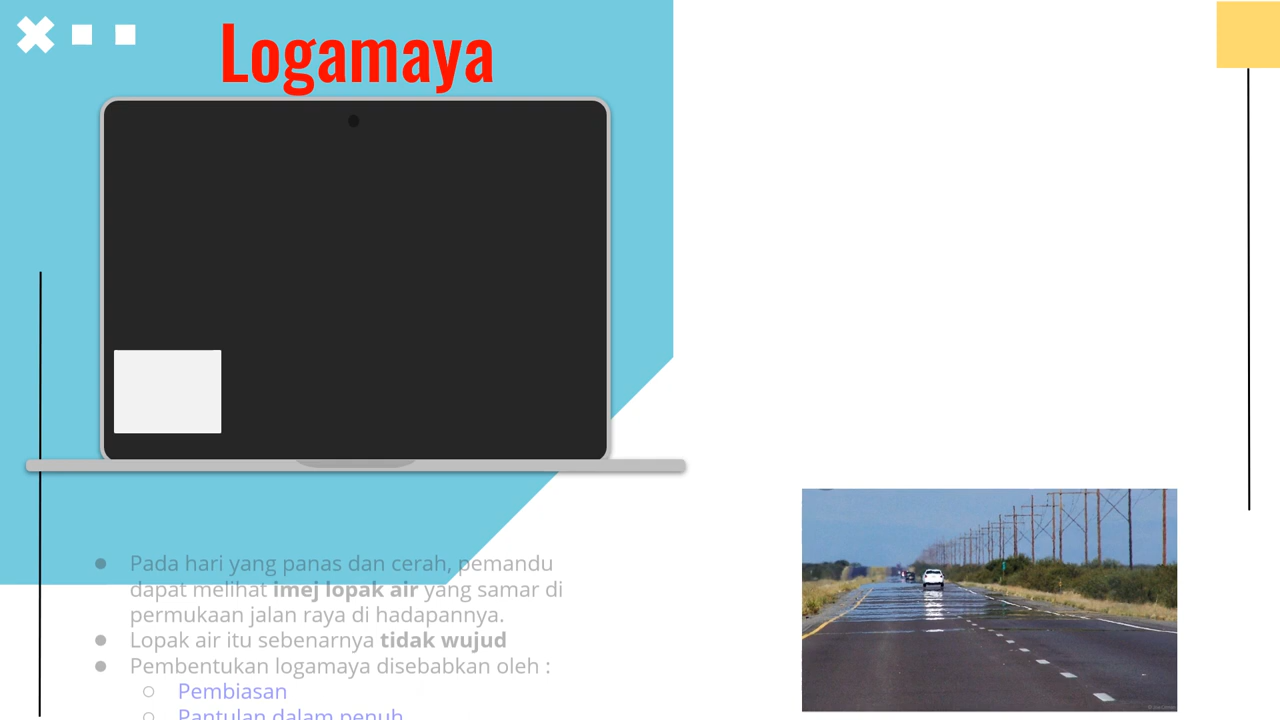 Logamaya
● Pada hari yang panas dan cerah, pemandu
dapat melihat imej lopak air yang samar di
permukaan jalan raya di hadapannya.
● Lopak air itu sebenarnya tidak wujud
● Pembentukan logamaya disebabkan oleh :
○ Pembiasan
○ Pantulan dalam penuh